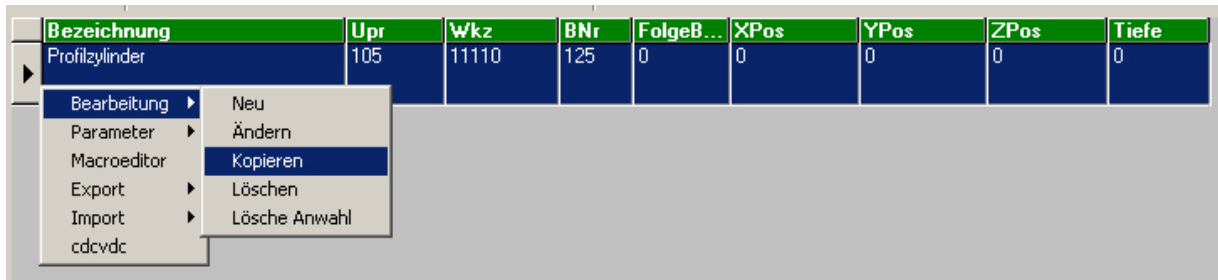 Bezeichnung Upr Wkz BNr FolgeB... XPos YPos ZPos Tiefe
Profilzylinder 105 11110 125 0 0 0 0 0
Bearbeitung Neu
Parameter Ändern
Macroeditor Kopieren
Export Löschen
Import Lösche Anwahl
cdcvdc